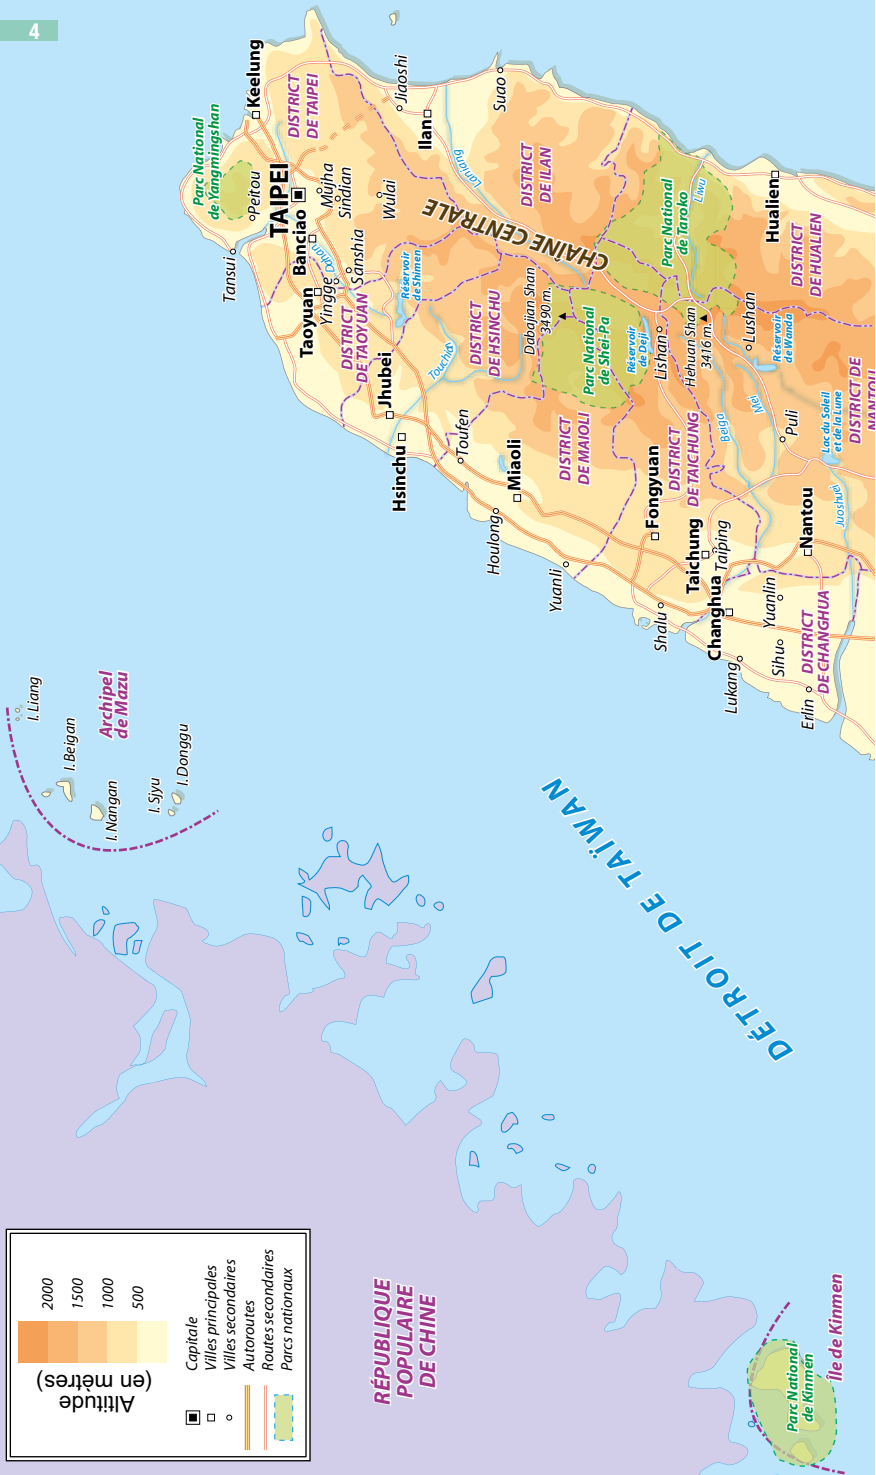 4
Keelung
Parc National
de Yangmingshan
DISTRICT
DE TAIPEI
Jiaoshi
Suao
Ilan
Lanyang
DISTRICT
DE ILAN
Peitou
TAIPEI
Mujha
Sindian
Wulai
Tansui
Banciao
Dahan
Sanshia
CHAÎNE CENTRALE
Parc National
de Taroko
Liwu
Hualien
DISTRICT
DE HUALIEN
Taoyuan
Yingge
DISTRICT
DE TAOYUAN
Réservoir
de Shimen
DISTRICT
DE HSINCHU
Dabajian Shan
3490 m.
Touchia
Parc National
de Shei-Pa
Réservoir
de Deji
Lishan
Hehuan Shan
3416 m.
Lushan
Réservoir
de Wanda
Jhubei
Hsinchu
Toufen
Miaoli
DISTRICT
DE MAIOLI
Fongyuan
DISTRICT
DE TAICHUNG
Beiga
Mei
Puli
Lac du Soleil
et de la Lune
DISTRICT DE
NANTOU
Houlong
Yuanli
Taichung
Taiping
Nantou
Juoshuei
Shalu
Changhua
Yuanlin
Lukang
Sihu
DISTRICT
DE CHANGHUA
Erlin
I. Liang
I. Beigan
Archipel
de Mazu
I. Nangan
I. Sjyu
I. Donggu
DÉTROIT DE TAÏWAN
RÉPUBLIQUE
POPULAIRE
DE CHINE
Parc National
de Kinmen
Île de Kinmen
Altitude
(en mètres)
2000
1500
1000
500
Capitale
Villes principales
Villes secondaires
Autoroutes
Routes secondaires
Parcs nationaux